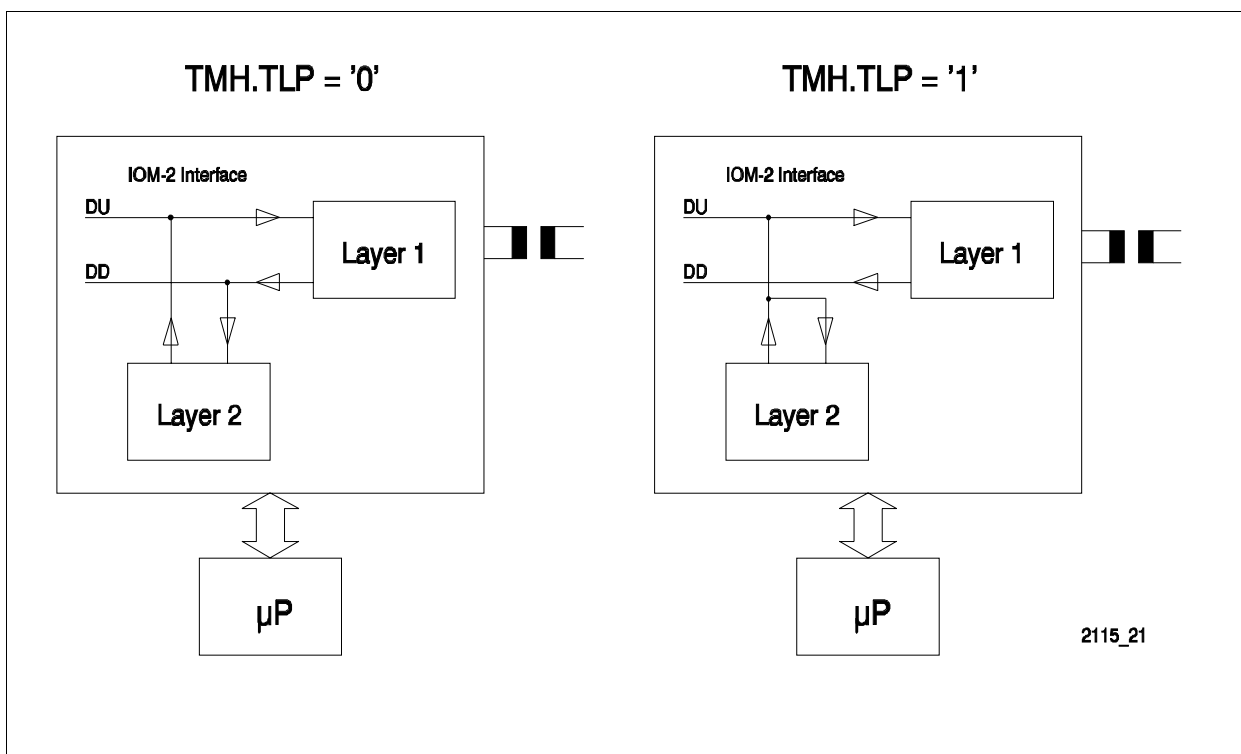 TMH.TLP = '0'
TMH.TLP = '1'
IOM-2 Interface
DU
Layer 1
DD
Layer 2
µP
IOM-2 Interface
DU
Layer 1
DD
Layer 2
µP
2115_21